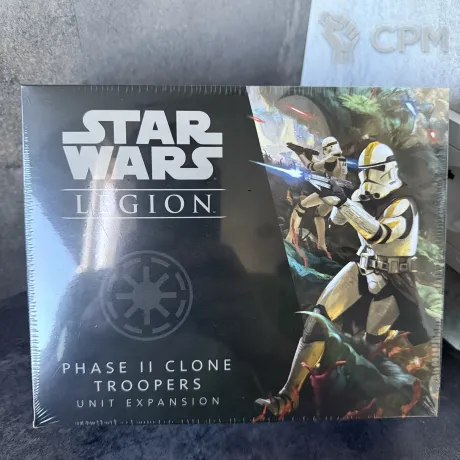 CPM
STAR
WARS
LEGION
PHASE II CLONE
TROOPERS
UNIT EXPANSION